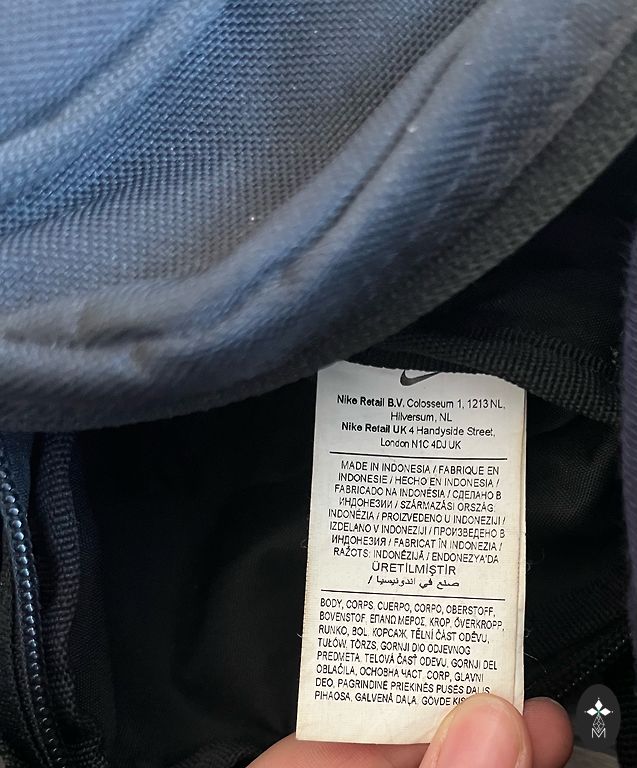 Nike Retail B.V. Colosseum 1, 1213 NL,
Hilversum, NL
Nike Retail UK 4 Handyside Street,
London N1C 4DJ UK
MADE IN INDONESIA / FABRIQUE EN
INDONESIE / HECHO EN INDONESIA /
FABRICADO NA INDONÉSIA / СДЕЛАНО В
ИНДОНЕЗИИ / SZÁRMAZÁSI ORSZÁG:
INDONÉZIA / PROIZVEDENO U INDONEZIJI /
IZDELANO V INDONEZIJI / ПРОИЗВЕДЕНО В
ИНДОНЕЗИЯ / FABRICAT ÎN INDONEZIA /
RAŽOTS: INDONĒZIJĀ / ENDONEZYA'DA
ÜRETİLMİŞTİR
صنع في اندونيسيا /
BODY, CORPS, CUERPO, CORPO, OBERSTOFF,
BOVENSTOF, ΕΠΑΝΩ ΜΕΡΟΣ, KROP, ÖVERKROPP,
RUNKO, BOL, КОРСАЖ, TĚLNÍ ČÁST ODĚVU,
TUŁÓW, TÖRZS, GORNJI DIO ODJEVNOG
PREDMETA, TELOVÁ ČASŤ ODEVU, GORNJI DEL
OBLAČILA, ОСНОВНА ЧАСТ, CORP, GLAVNI
DEO, PAGRINDINĖ PRIEKINĖS PUSĖS DALIS,
PIHAOSA, GALVENĀ DAĻA, GÖVDE
M